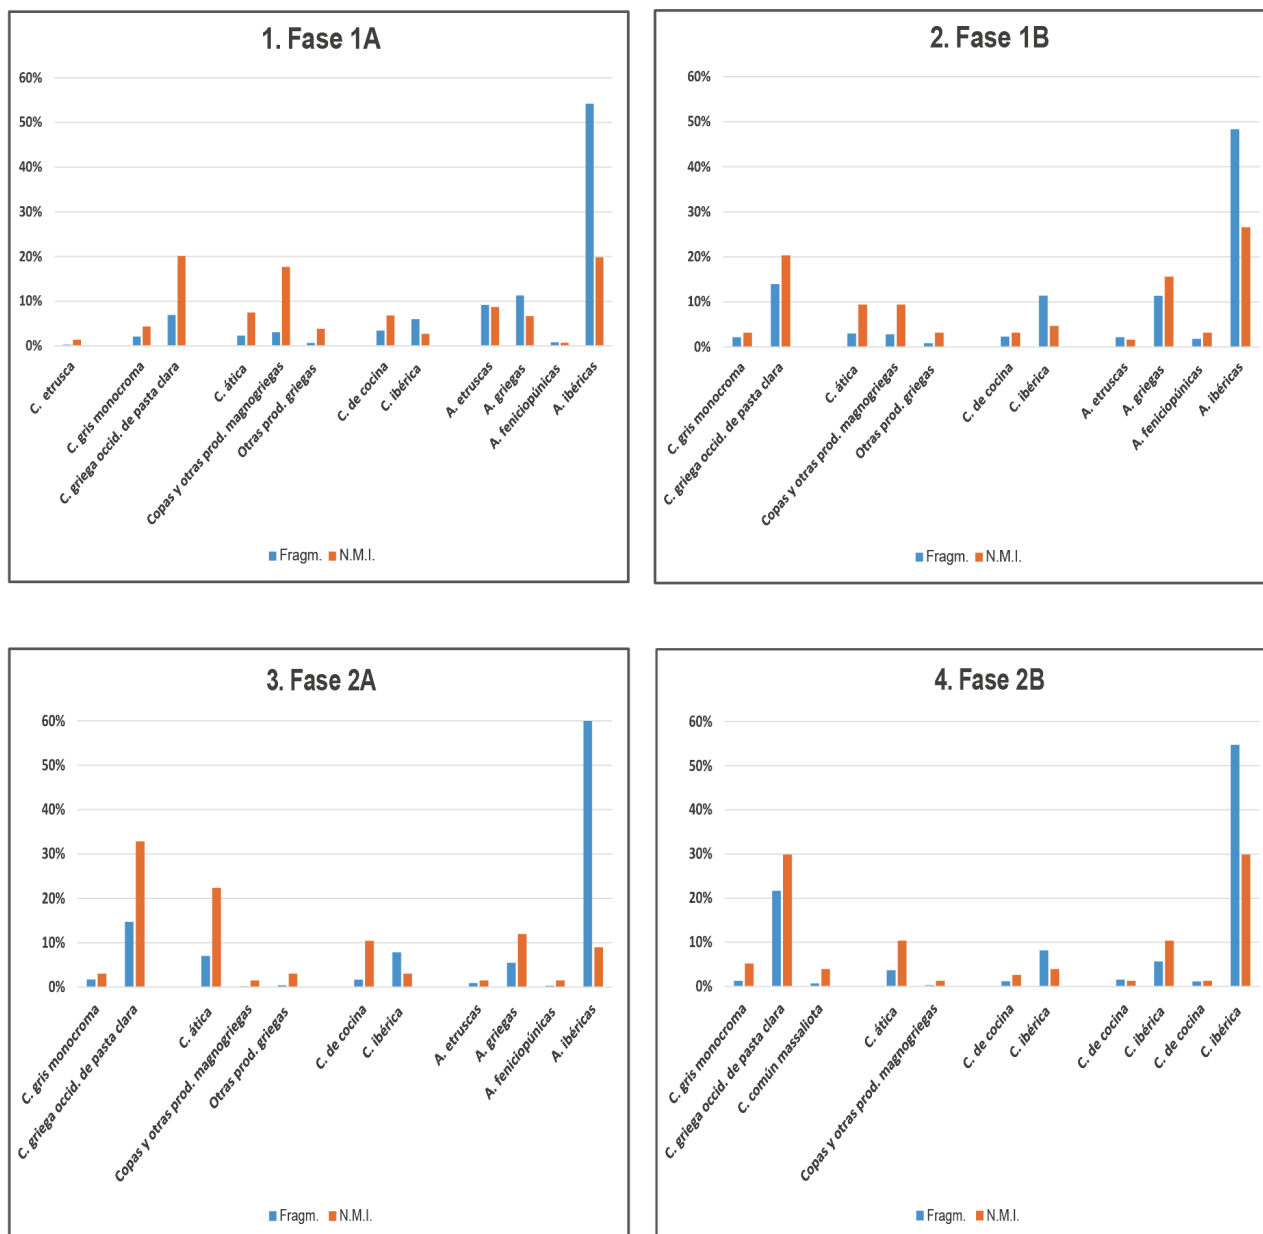 1. Fase 1A
60%
50%
40%
30%
20%
10%
0%
C. etrusca
C. gris monocroma
C. griega occid. de pasta clara
C. ática
Copas y otras prod. magnogriegas
Otras prod. griegas
C. de cocina
C. ibérica
A. etruscas
A. griegas
A. feniciopúnicas
A. ibéricas
Fragm. N.M.I.
2. Fase 1B
60%
50%
40%
30%
20%
10%
0%
C. gris monocroma
C. griega occid. de pasta clara
C. ática
Copas y otras prod. magnogriegas
Otras prod. griegas
C. de cocina
C. ibérica
A. etruscas
A. griegas
A. feniciopúnicas
A. ibéricas
Fragm. N.M.I.
3. Fase 2A
60%
50%
40%
30%
20%
10%
0%
C. gris monocroma
C. griega occid. de pasta clara
C. ática
Copas y otras prod. magnogriegas
Otras prod. griegas
C. de cocina
C. ibérica
A. etruscas
A. griegas
A. feniciopúnicas
A. ibéricas
Fragm. N.M.I.
4. Fase 2B
60%
50%
40%
30%
20%
10%
0%
C. gris monocroma
C. griega occid. de pasta clara
C. común massaliota
C. ática
Copas y otras prod. magnogriegas
C. de cocina
C. ibérica
C. de cocina
C. ibérica
C. de cocina
C. ibérica
Fragm. N.M.I.